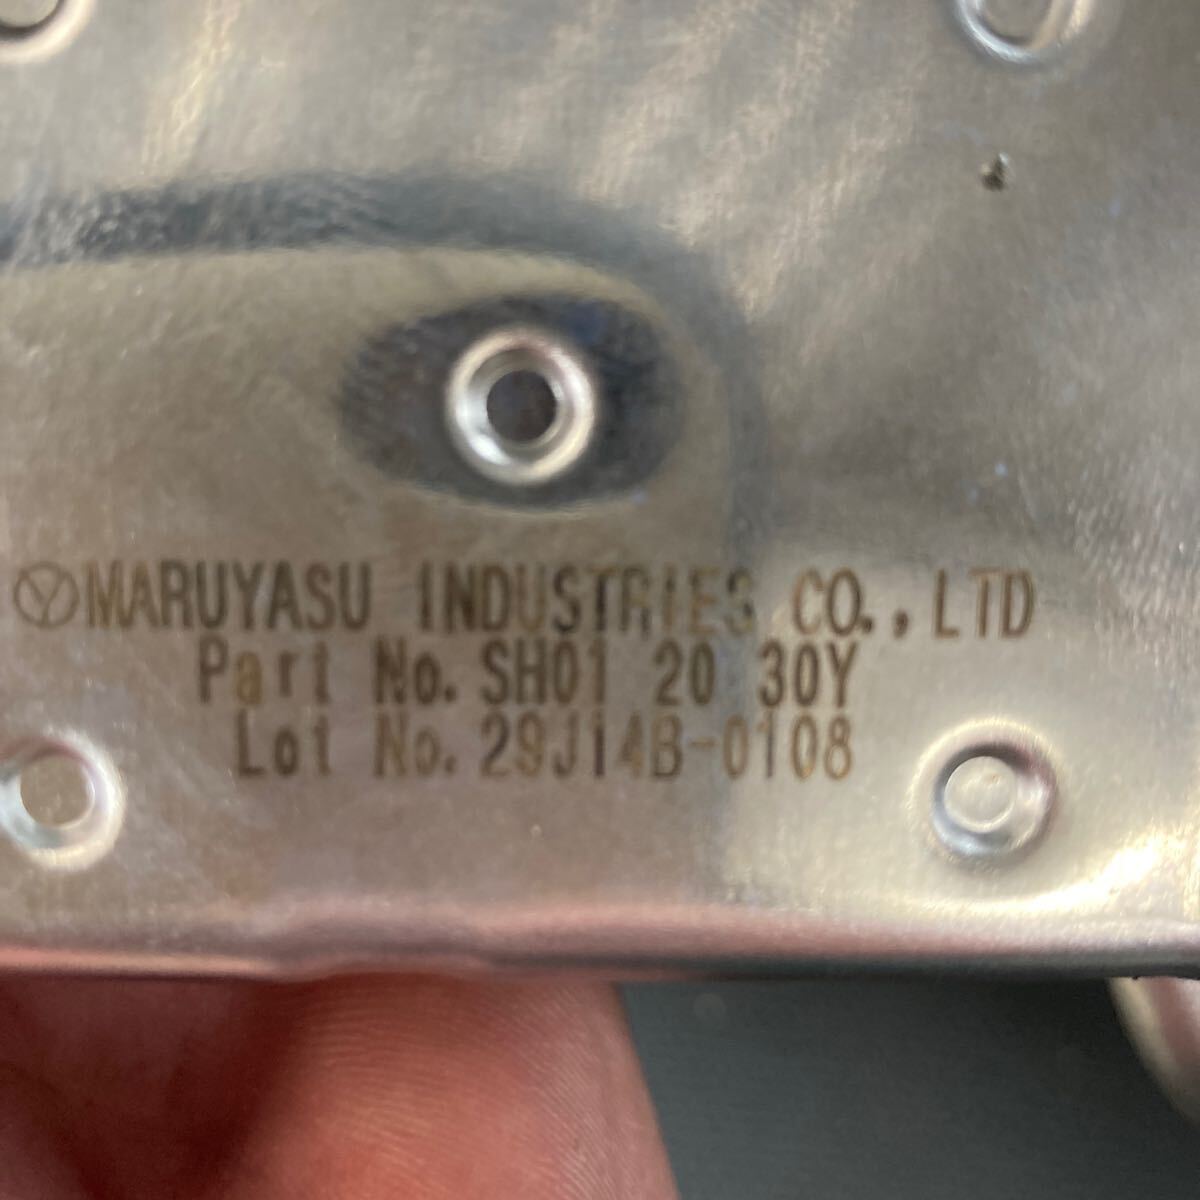 MARUYASU INDUSTRIES CO.,LTD
Part No. SH01 20 30Y
Lot No. 29J14B-0108